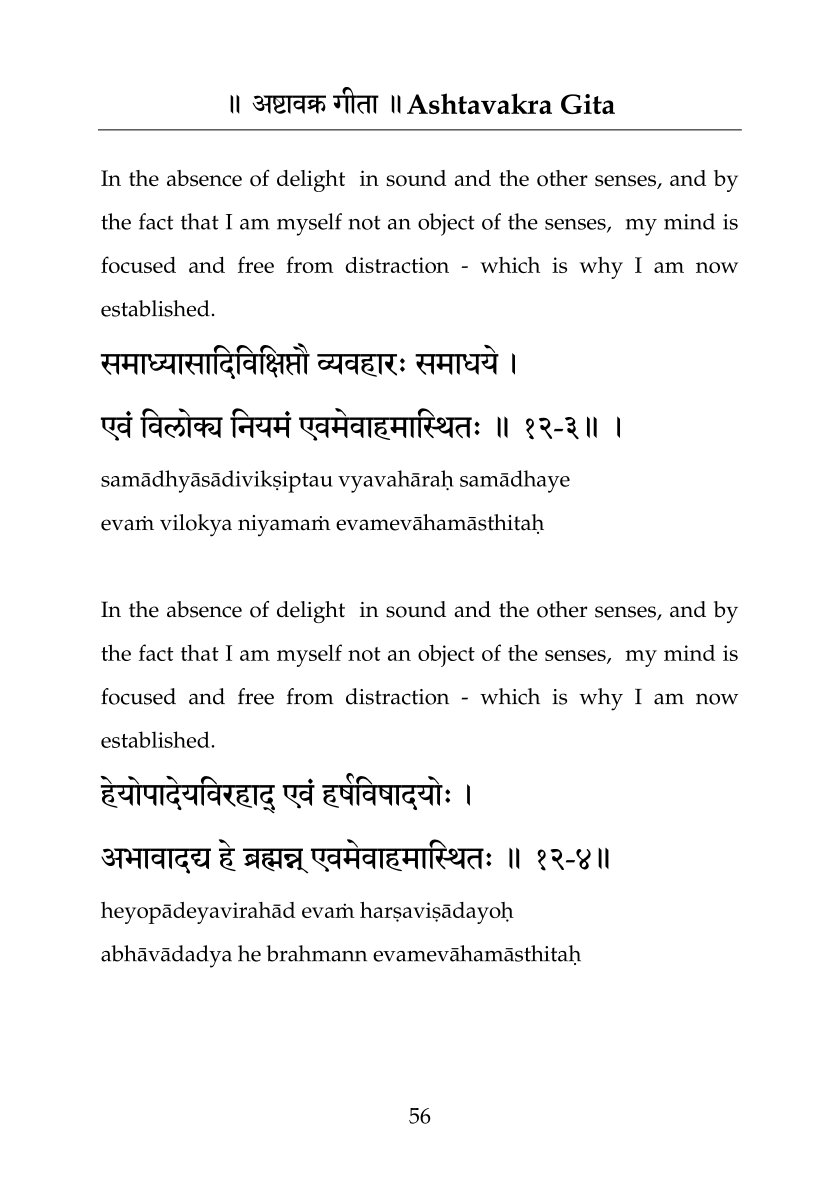 ॥ अष्टावक्र गीता ॥ Ashtavakra Gita
In the absence of delight in sound and the other senses, and by
the fact that I am myself not an object of the senses, my mind is
focused and free from distraction - which is why I am now
established.
समाध्यासादिविक्षिप्तौ व्यवहारः समाधये ।
एवं विलोक्य नियमं एवमेवाहमास्थितः ॥ १२-३॥ ।
samādhyāsādivikṣiptau vyavahāraḥ samādhaye
evaṁ vilokya niyamaṁ evamevāhamāsthitaḥ
In the absence of delight in sound and the other senses, and by
the fact that I am myself not an object of the senses, my mind is
focused and free from distraction - which is why I am now
established.
हेयोपादेयविरहाद् एवं हर्षविषादयोः ।
अभावादद्य हे ब्रह्मन्न् एवमेवाहमास्थितः ॥ १२-४॥
heyopādeyavirahād evaṁ harṣaviṣādayoḥ
abhāvādadya he brahmann evamevāhamāsthitaḥ
56